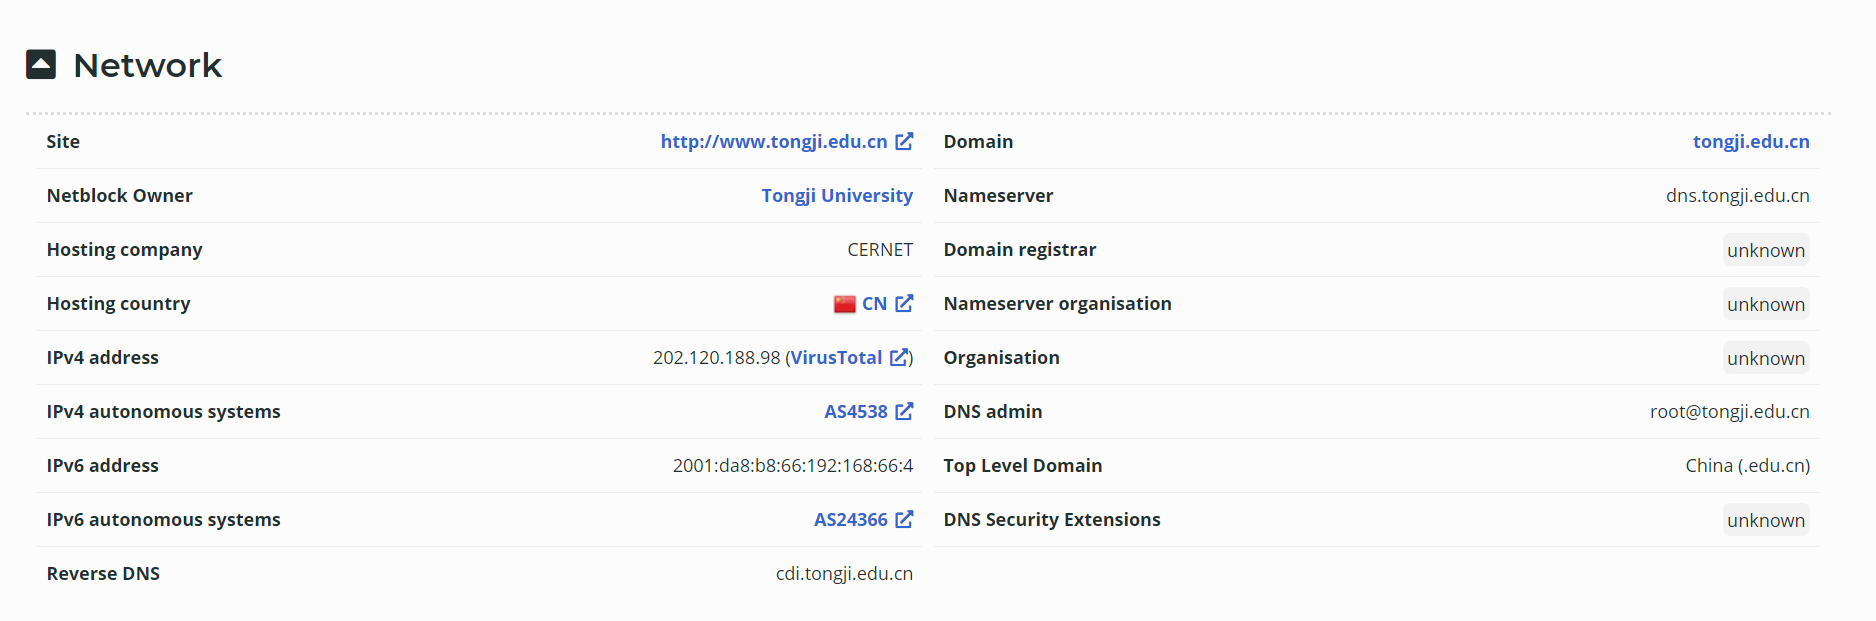 Network
Site http://www.tongji.edu.cn Domain tongji.edu.cn
Netblock Owner Tongji University Nameserver dns.tongji.edu.cn
Hosting company CERNET Domain registrar unknown
Hosting country CN Nameserver organisation unknown
IPv4 address 202.120.188.98 (VirusTotal) Organisation unknown
IPv4 autonomous systems AS4538 DNS admin root@tongji.edu.cn
IPv6 address 2001:da8:b8:66:192:168:66:4 Top Level Domain China (.edu.cn)
IPv6 autonomous systems AS24366 DNS Security Extensions unknown
Reverse DNS cdi.tongji.edu.cn